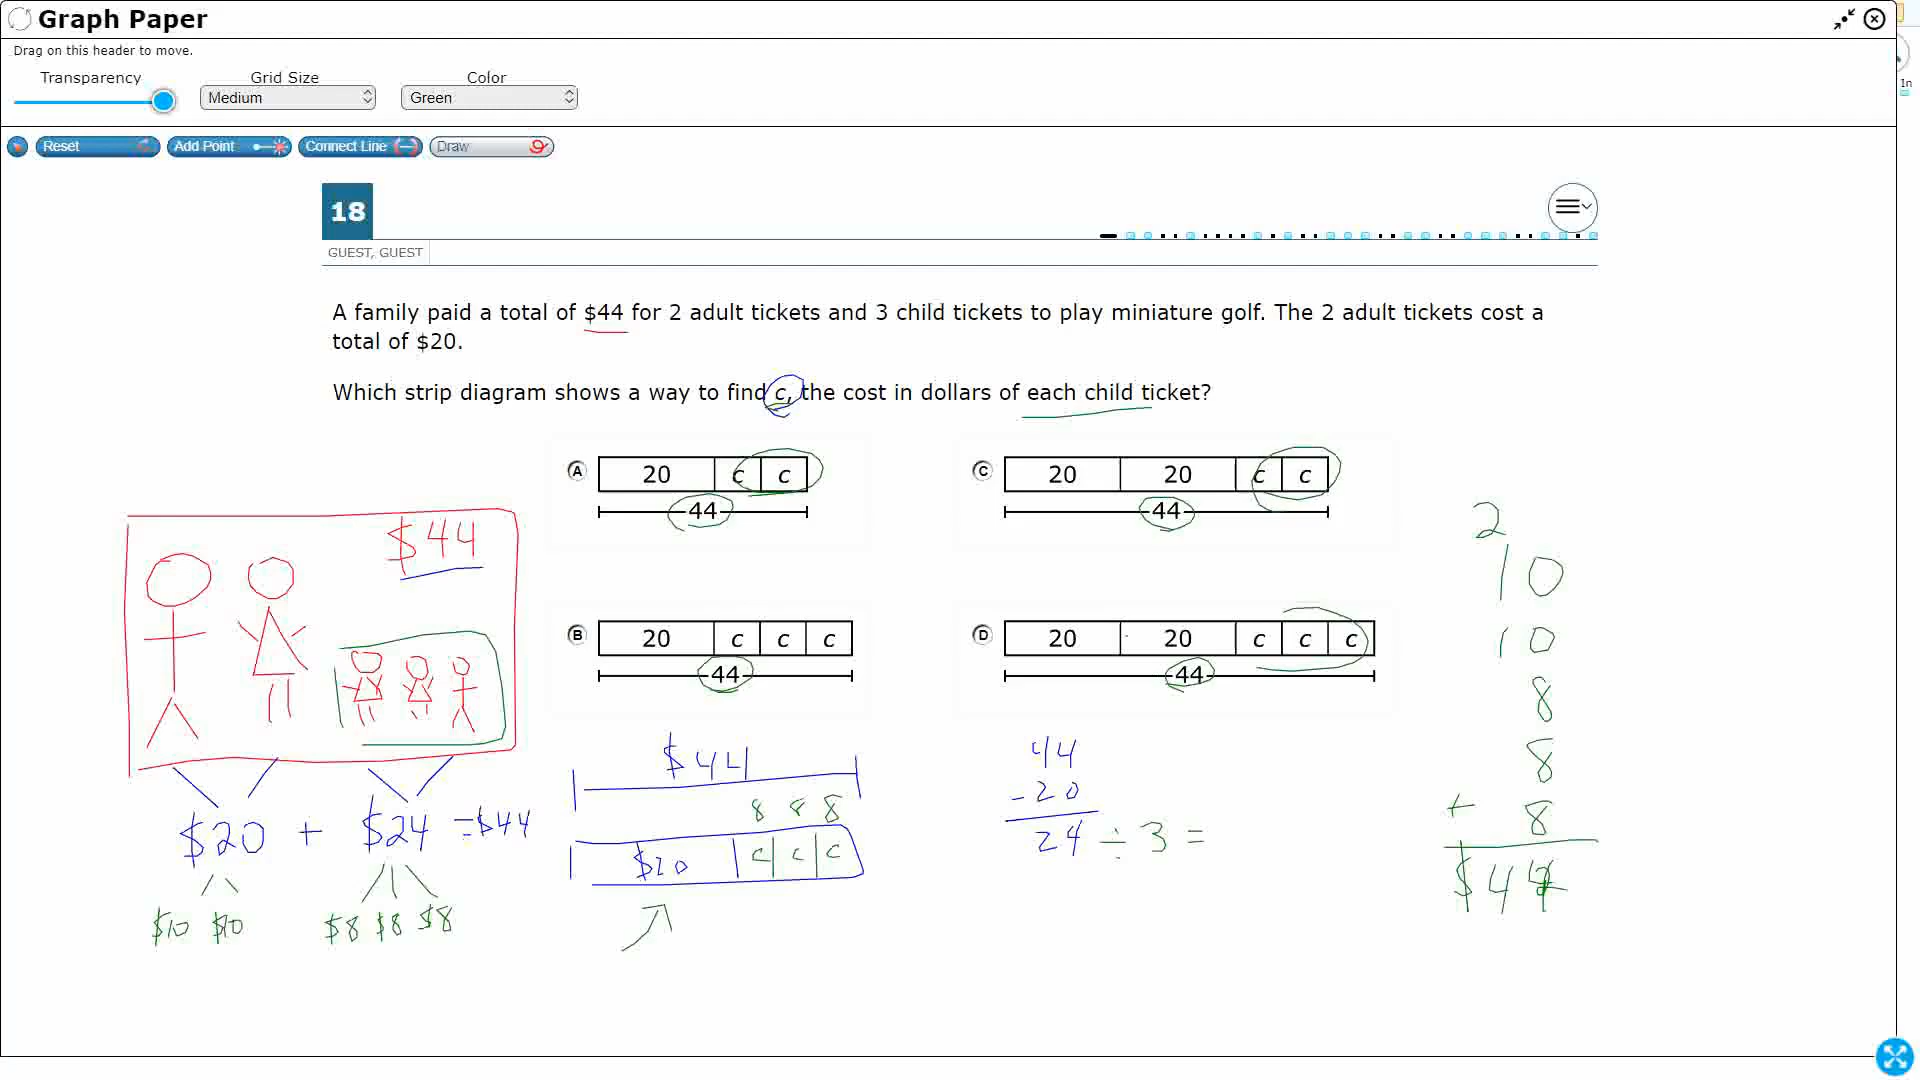 Graph Paper
Drag on this header to move.
Transparency Grid Size Color
Medium Green
Reset Add Point Connect Line Draw
18
GUEST, GUEST
A family paid a total of $44 for 2 adult tickets and 3 child tickets to play miniature golf. The 2 adult tickets cost a
total of $20.
Which strip diagram shows a way to find c, the cost in dollars of each child ticket?
A 20 c c
44
C 20 20 c c
44
B 20 c c c
44
D 20 20 c c c
44
$44
$20 + $24 = $44
$10 $10 $8 $8 $8
$44
8 8 8
$20 c c c
44
- 20
24 ÷ 3 =
2
10
10
8
8
+ 8
$44
In